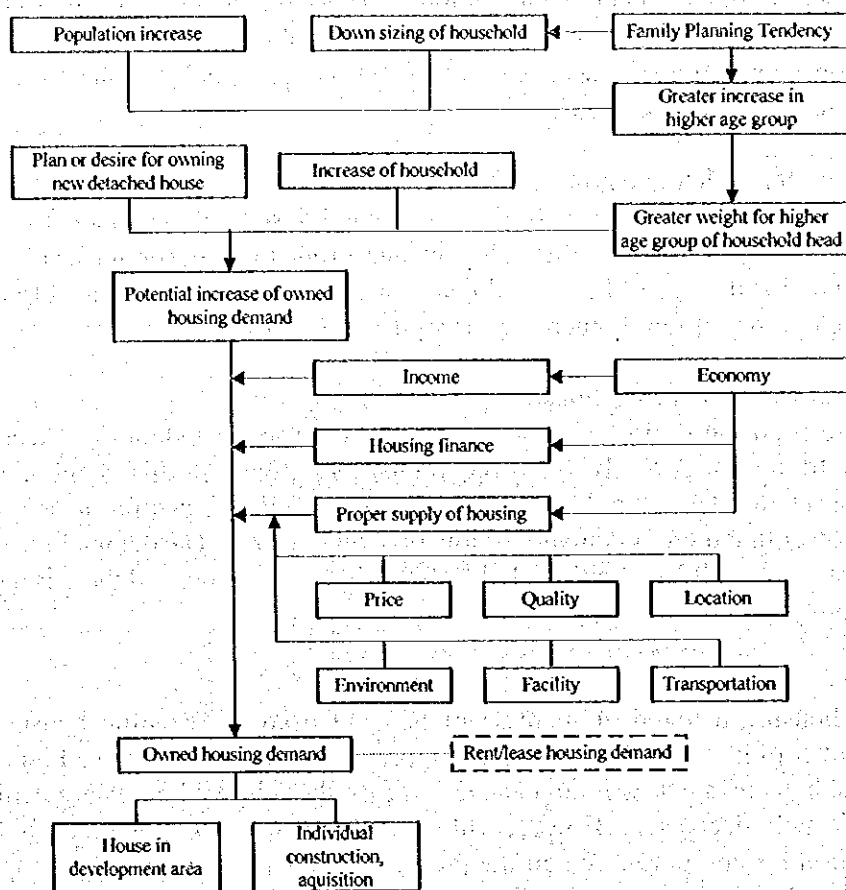 Population increase
Down sizing of household
Family Planning Tendency
Greater increase in
higher age group
Plan or desire for owning
new detached house
Increase of household
Greater weight for higher
age group of household head
Potential increase of owned
housing demand
Income
Economy
Housing finance
Proper supply of housing
Price
Quality
Location
Environment
Facility
Transportation
Owned housing demand
Rent/lease housing demand
House in
development area
Individual
construction,
aquisition